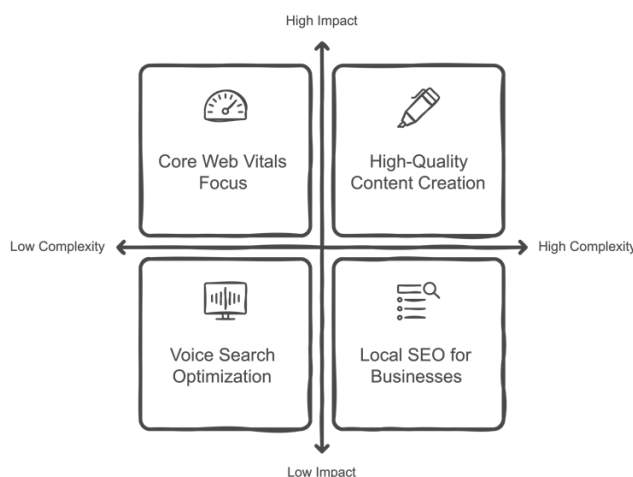 High Impact
Core Web Vitals
Focus
High-Quality
Content Creation
Low Complexity
High Complexity
Voice Search
Optimization
Local SEO for
Businesses
Low Impact